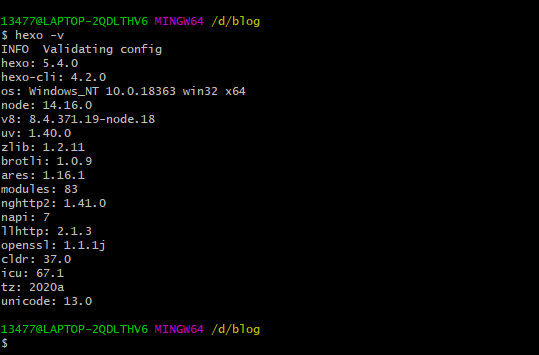 13477@LAPTOP-2QDLTHV6 MINGW64 /d/blog
$ hexo -v
INFO  Validating config
hexo: 5.4.0
hexo-cli: 4.2.0
os: Windows_NT 10.0.18363 win32 x64
node: 14.16.0
v8: 8.4.371.19-node.18
uv: 1.40.0
zlib: 1.2.11
brotli: 1.0.9
ares: 1.16.1
modules: 83
nghttp2: 1.41.0
napi: 7
llhttp: 2.1.3
openssl: 1.1.1j
cldr: 37.0
icu: 67.1
tz: 2020a
unicode: 13.0
13477@LAPTOP-2QDLTHV6 MINGW64 /d/blog
$